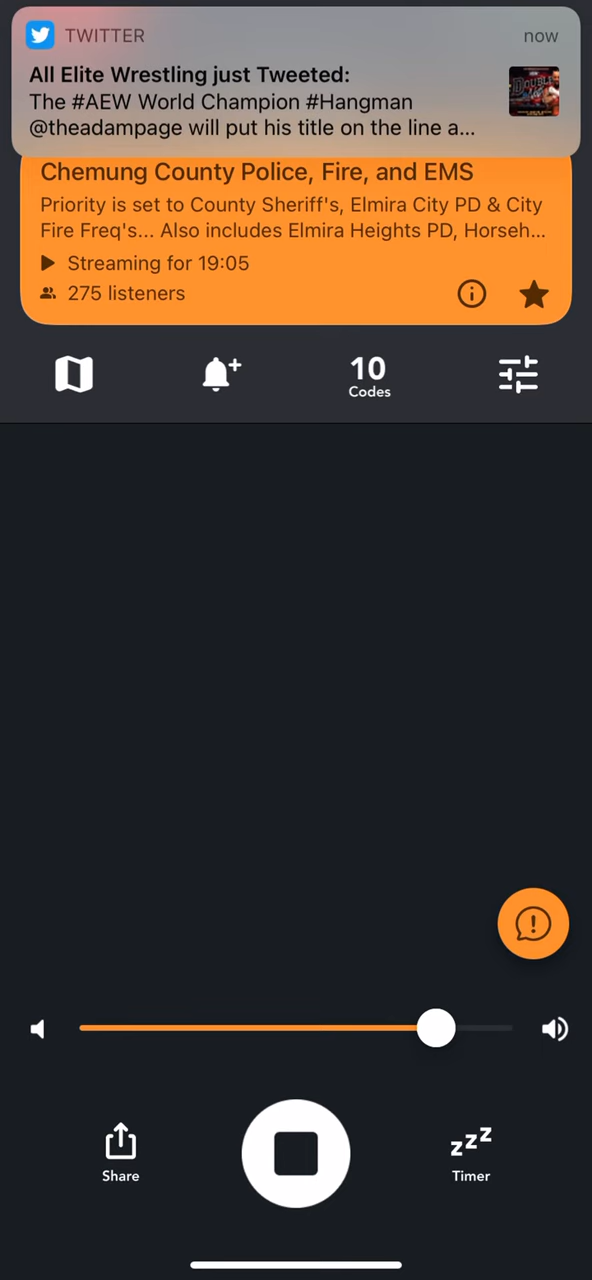 TWITTER
now
All Elite Wrestling just Tweeted:
The #AEW World Champion #Hangman
@theadampage will put his title on the line a...
Chemung County Police, Fire, and EMS
Priority is set to County Sheriff's, Elmira City PD & City
Fire Freq's... Also includes Elmira Heights PD, Horseh...
Streaming for 19:05
275 listeners
10
Codes
Share
zzz
Timer